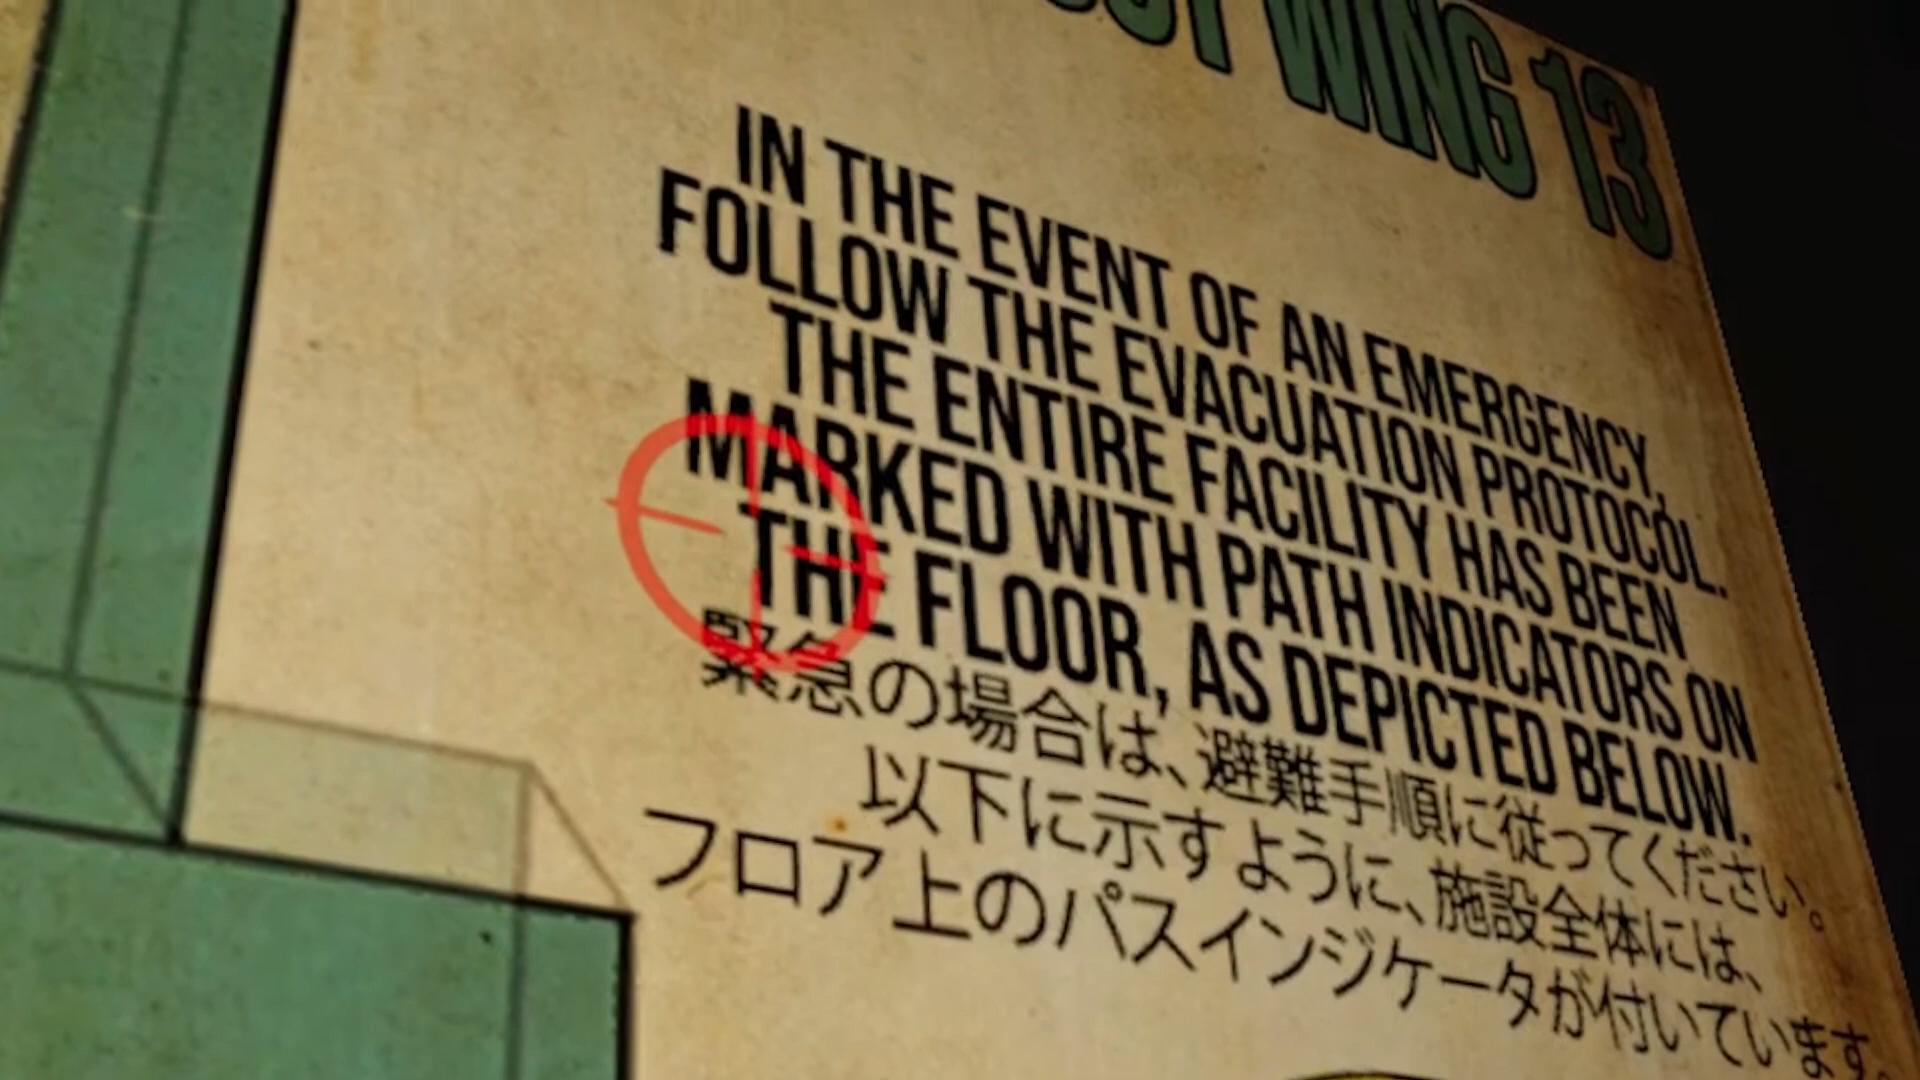 WING 13
IN THE EVENT OF AN EMERGENCY,
FOLLOW THE EVACUATION PROTOCOL.
THE ENTIRE FACILITY HAS BEEN
MARKED WITH PATH INDICATORS ON
THE FLOOR, AS DEPICTED BELOW.
緊急の場合は、避難手順に従ってください。
以下に示すように、施設全体には、
フロア上のパスインジケータが付いています。